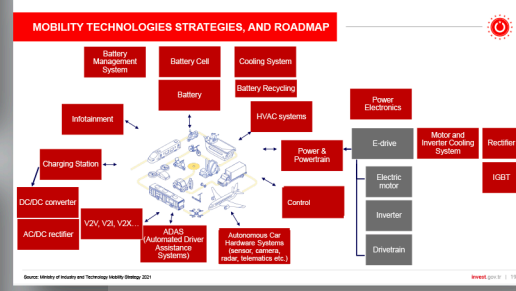 MOBILITY TECHNOLOGIES STRATEGIES, AND ROADMAP
Battery
Management
System
Battery Cell
Cooling System
Battery
Battery Recycling
Power
Electronics
Infotainment
HVAC systems
E-drive
Motor and
Inverter Cooling
System
Rectifier
Power &
Powertrain
Charging Station
Electric
motor
IGBT
DC/DC converter
Control
Inverter
V2V, V2I, V2X...
AC/DC rectifier
ADAS
(Automated Driver
Assistance
Systems)
Autonomous Car
Hardware Systems
(sensor, camera,
radar, telematics etc.)
Drivetrain
Source: Ministry of Industry and Technology Mobility Strategy 2021
invest.gov.tr